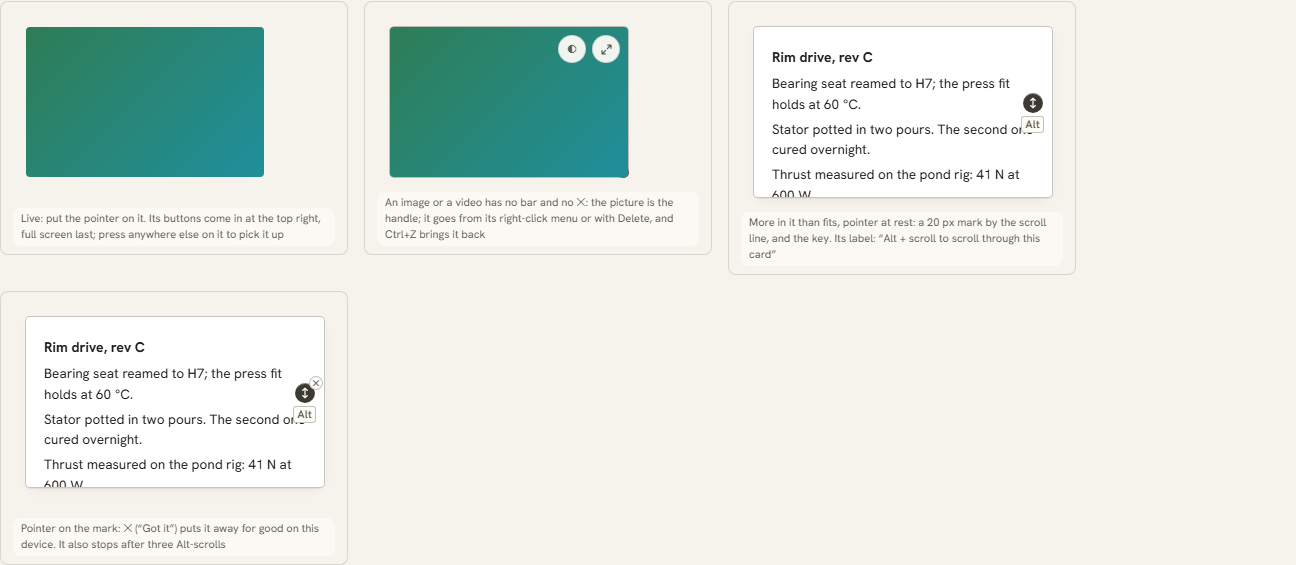 Live: put the pointer on it. Its buttons come in at the top right,
full screen last; press anywhere else on it to pick it up
An image or a video has no bar and no ✕: the picture is the
handle; it goes from its right-click menu or with Delete, and
Ctrl+Z brings it back
Rim drive, rev C
Bearing seat reamed to H7; the press fit
holds at 60 °C.
Stator potted in two pours. The second one
cured overnight.
Thrust measured on the pond rig: 41 N at
600 W
Alt
More in it than fits, pointer at rest: a 20 px mark by the scroll
line, and the key. Its label: “Alt + scroll to scroll through this
card”
Rim drive, rev C
Bearing seat reamed to H7; the press fit
holds at 60 °C.
Stator potted in two pours. The second one
cured overnight.
Thrust measured on the pond rig: 41 N at
600 W
Alt
Pointer on the mark: ✕ (“Got it”) puts it away for good on this
device. It also stops after three Alt-scrolls